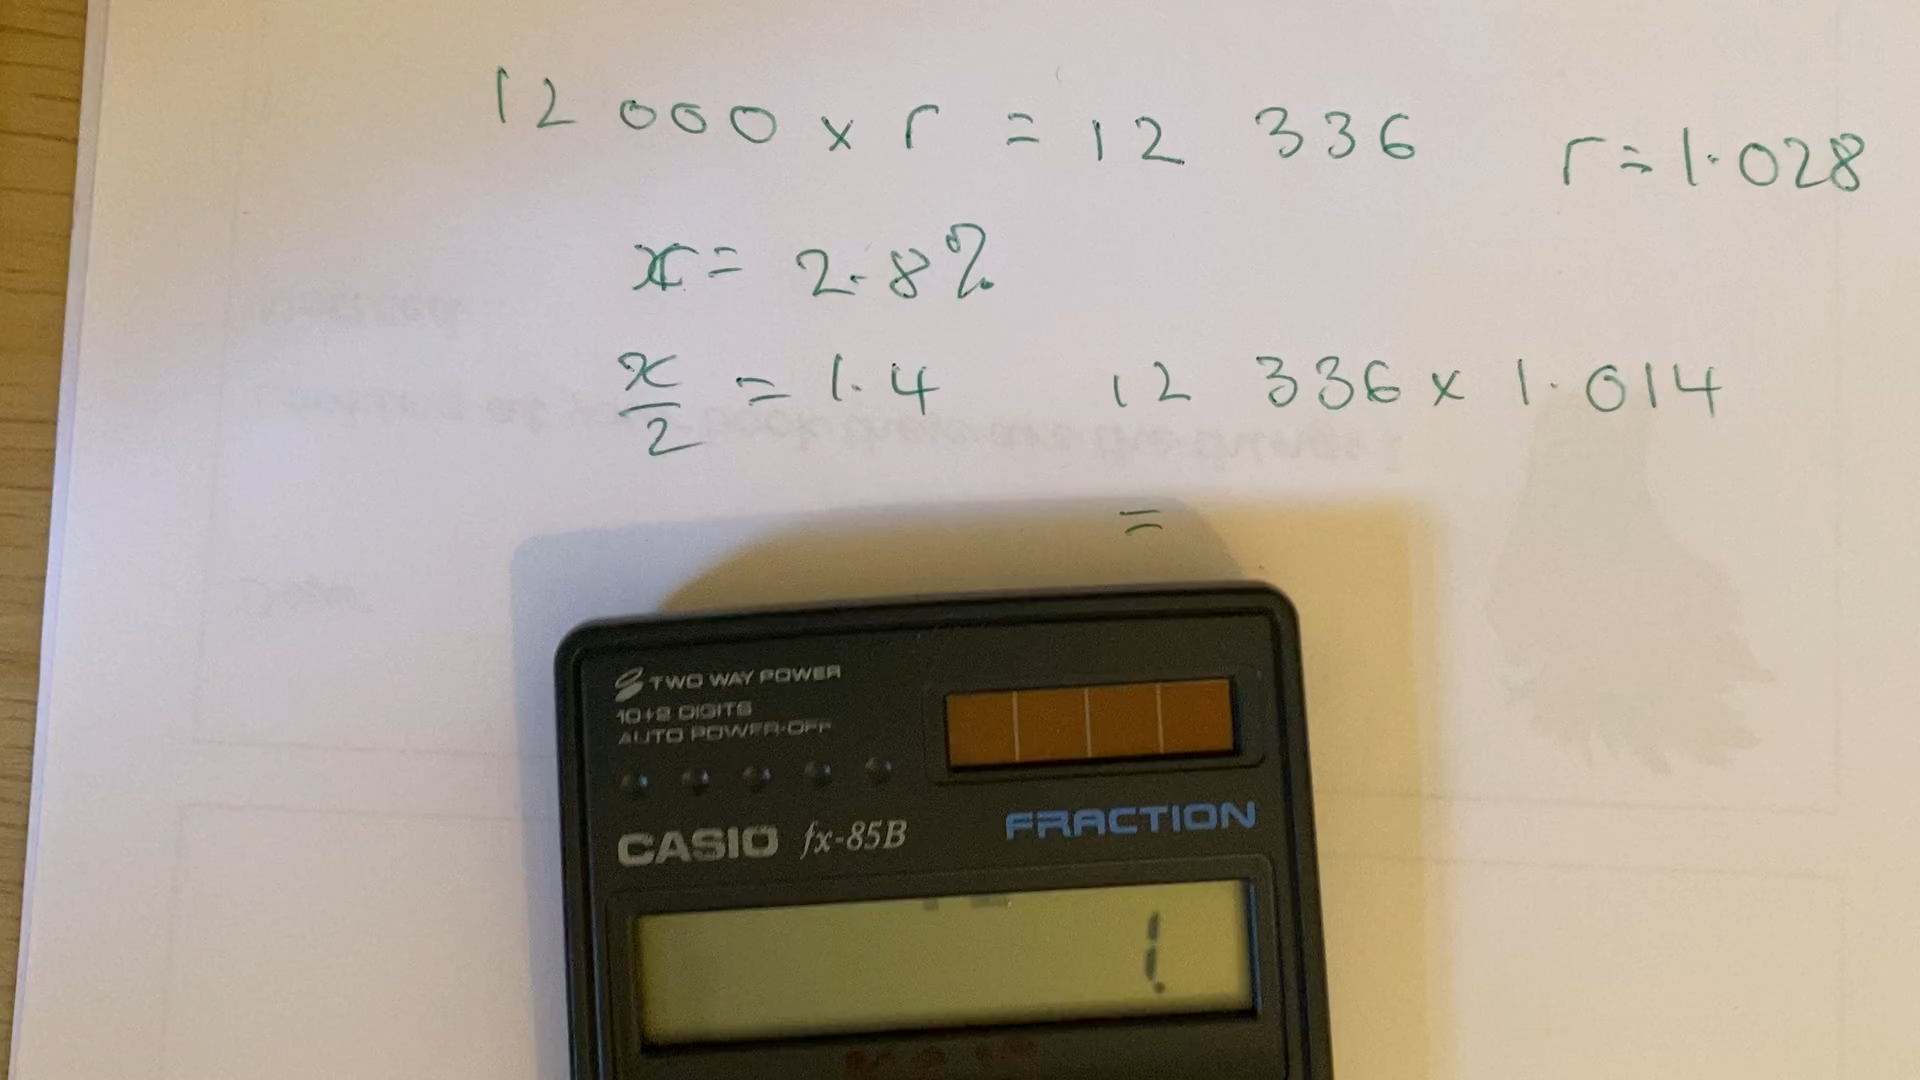 12 000 x r = 12 336 r = 1.028
x = 2.8%
x/2 = 1.4 12 336 x 1.014
=
TWO WAY POWER
10+2 DIGITS
AUTO POWER-OFF
CASIO fx-85B FRACTION
1.